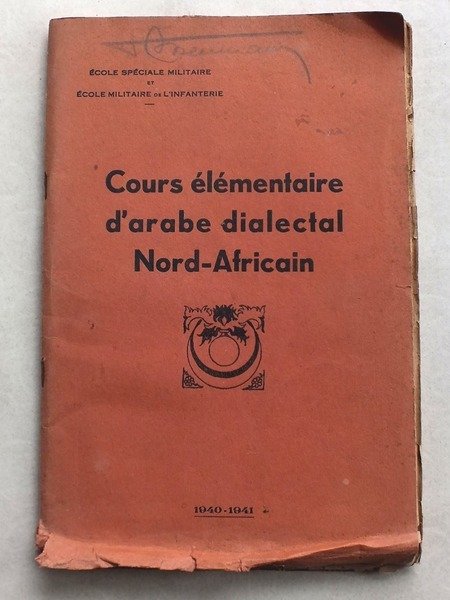 ÉCOLE SPÉCIALE MILITAIRE
ET
ÉCOLE MILITAIRE DE L'INFANTERIE
Cours élémentaire
d'arabe dialectal
Nord-Africain
1940-1941